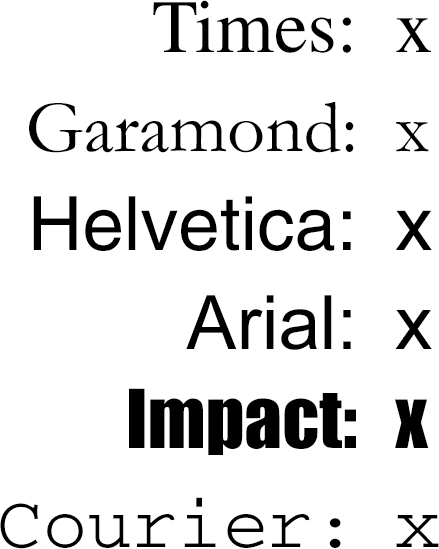 Times: x
Garamond: x
Helvetica: x
Arial: x
Impact: x
Courier: x